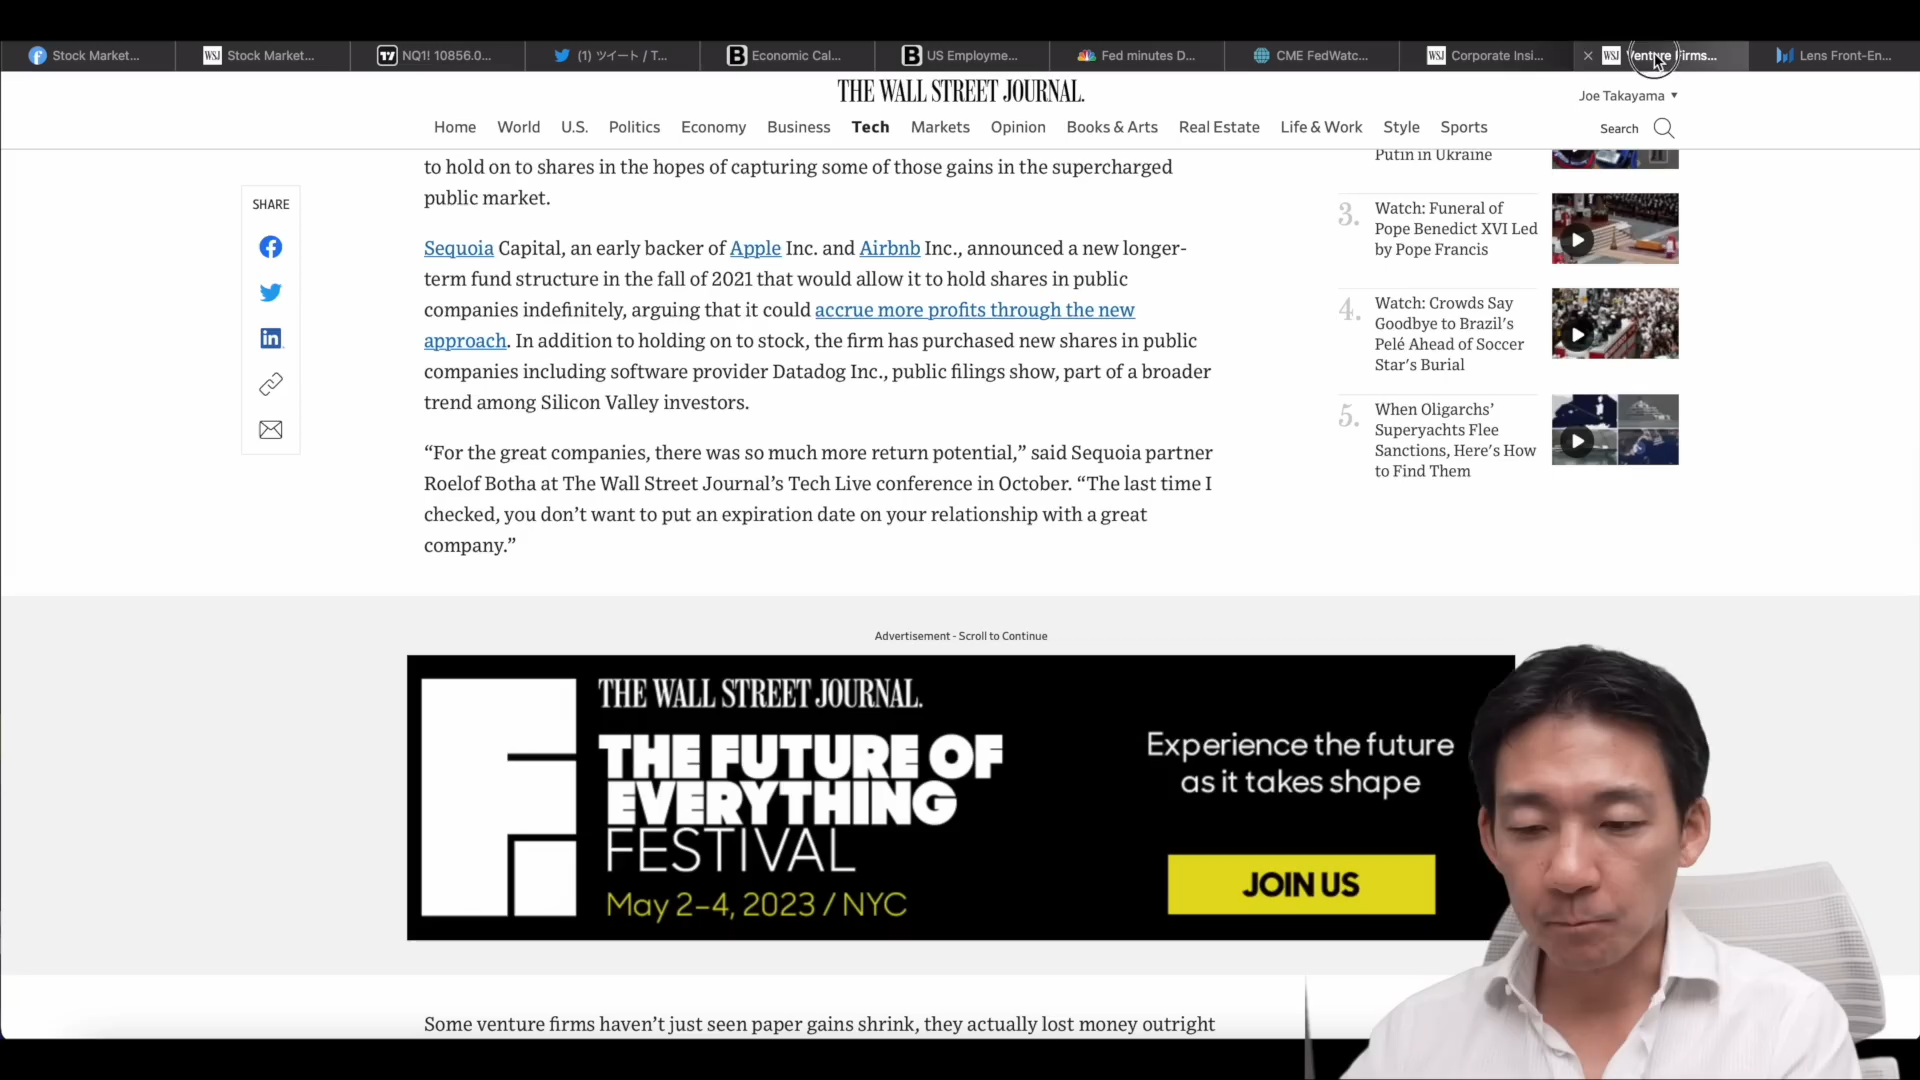 Stock Market...
Stock Market...
NQ1! 10856.0...
(1) ツイート / T...
Economic Cal...
US Employme...
Fed minutes D...
CME FedWatc...
Corporate Insi...
Venture Firms...
Lens Front-En...
THE WALL STREET JOURNAL.
Joe Takayama
Home World U.S. Politics Economy Business Tech Markets Opinion Books & Arts Real Estate Life & Work Style Sports
Search
to hold on to shares in the hopes of capturing some of those gains in the supercharged
public market.
SHARE
Sequoia Capital, an early backer of Apple Inc. and Airbnb Inc., announced a new longer-
term fund structure in the fall of 2021 that would allow it to hold shares in public
companies indefinitely, arguing that it could accrue more profits through the new
approach. In addition to holding on to stock, the firm has purchased new shares in public
companies including software provider Datadog Inc., public filings show, part of a broader
trend among Silicon Valley investors.
“For the great companies, there was so much more return potential,” said Sequoia partner
Roelof Botha at The Wall Street Journal’s Tech Live conference in October. “The last time I
checked, you don’t want to put an expiration date on your relationship with a great
company.”
Putin in Ukraine
3. Watch: Funeral of
Pope Benedict XVI Led
by Pope Francis
4. Watch: Crowds Say
Goodbye to Brazil’s
Pelé Ahead of Soccer
Star’s Burial
5. When Oligarchs’
Superyachts Flee
Sanctions, Here’s How
to Find Them
Advertisement - Scroll to Continue
THE WALL STREET JOURNAL.
THE FUTURE OF
EVERYTHING
FESTIVAL
May 2–4, 2023 / NYC
Experience the future
as it takes shape
JOIN US
Some venture firms haven’t just seen paper gains shrink, they actually lost money outright